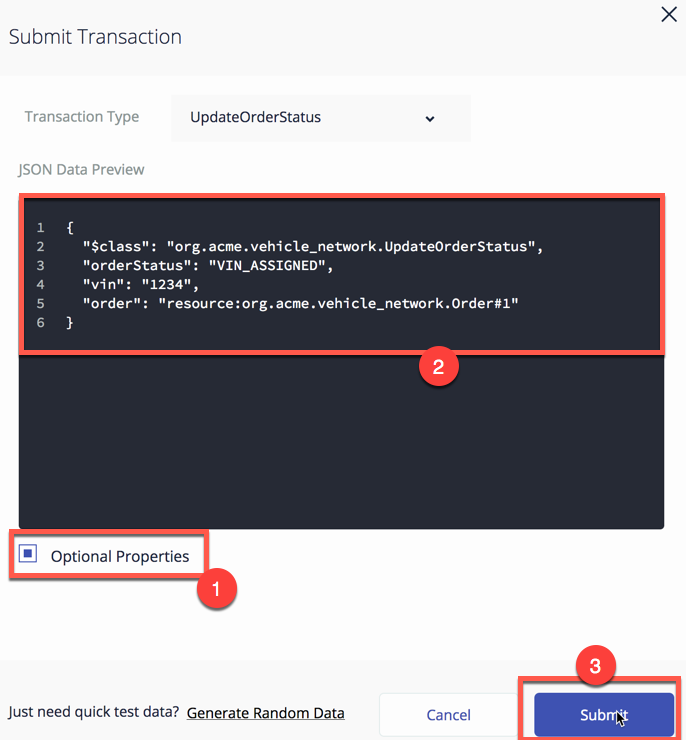 Submit Transaction
Transaction Type
UpdateOrderStatus
JSON Data Preview
1 {
2 "$class": "org.acme.vehicle_network.UpdateOrderStatus",
3 "orderStatus": "VIN_ASSIGNED",
4 "vin": "1234",
5 "order": "resource:org.acme.vehicle_network.Order#1"
6 }
2
Optional Properties
1
3
Just need quick test data? Generate Random Data
Cancel
Submit